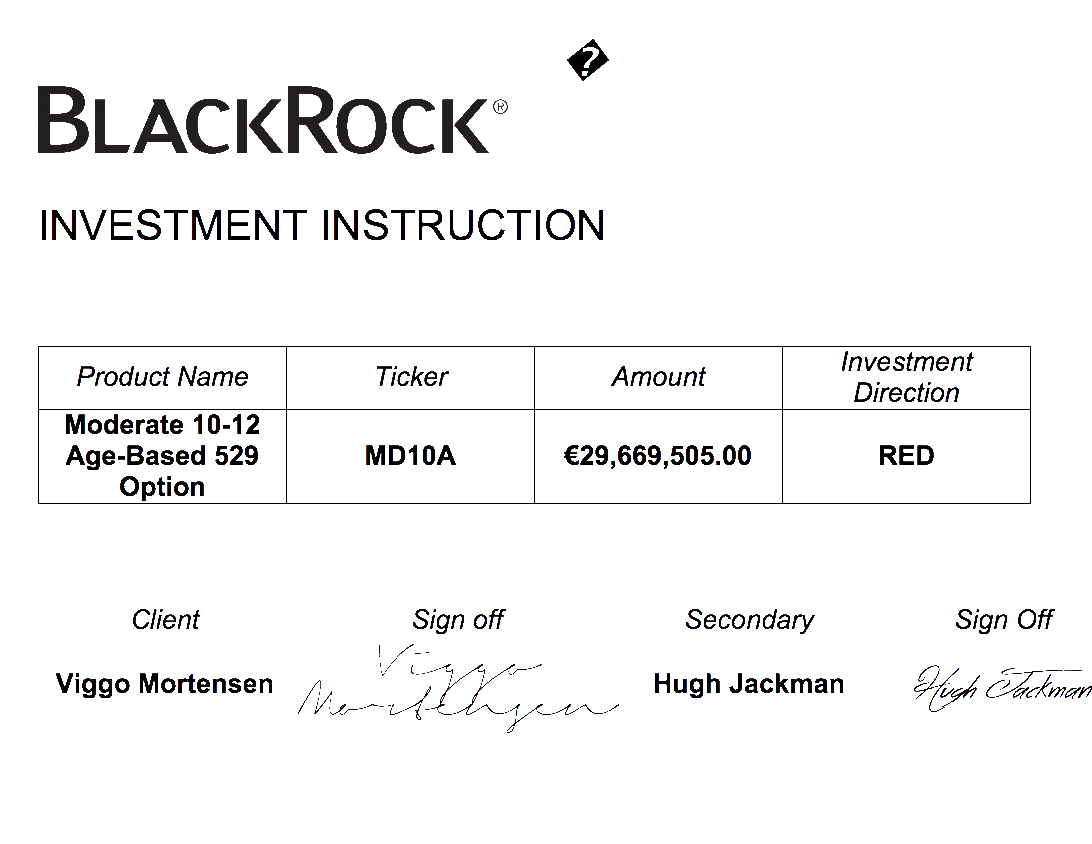 �
BLACKROCK®
INVESTMENT INSTRUCTION
Product Name
Ticker
Amount
Investment
Direction
Moderate 10-12
Age-Based 529
Option
MD10A
€29,669,505.00
RED
Client
Sign off
Secondary
Sign Off
Viggo Mortensen
Viggo
Mortensen
Hugh Jackman
Hugh Jackman